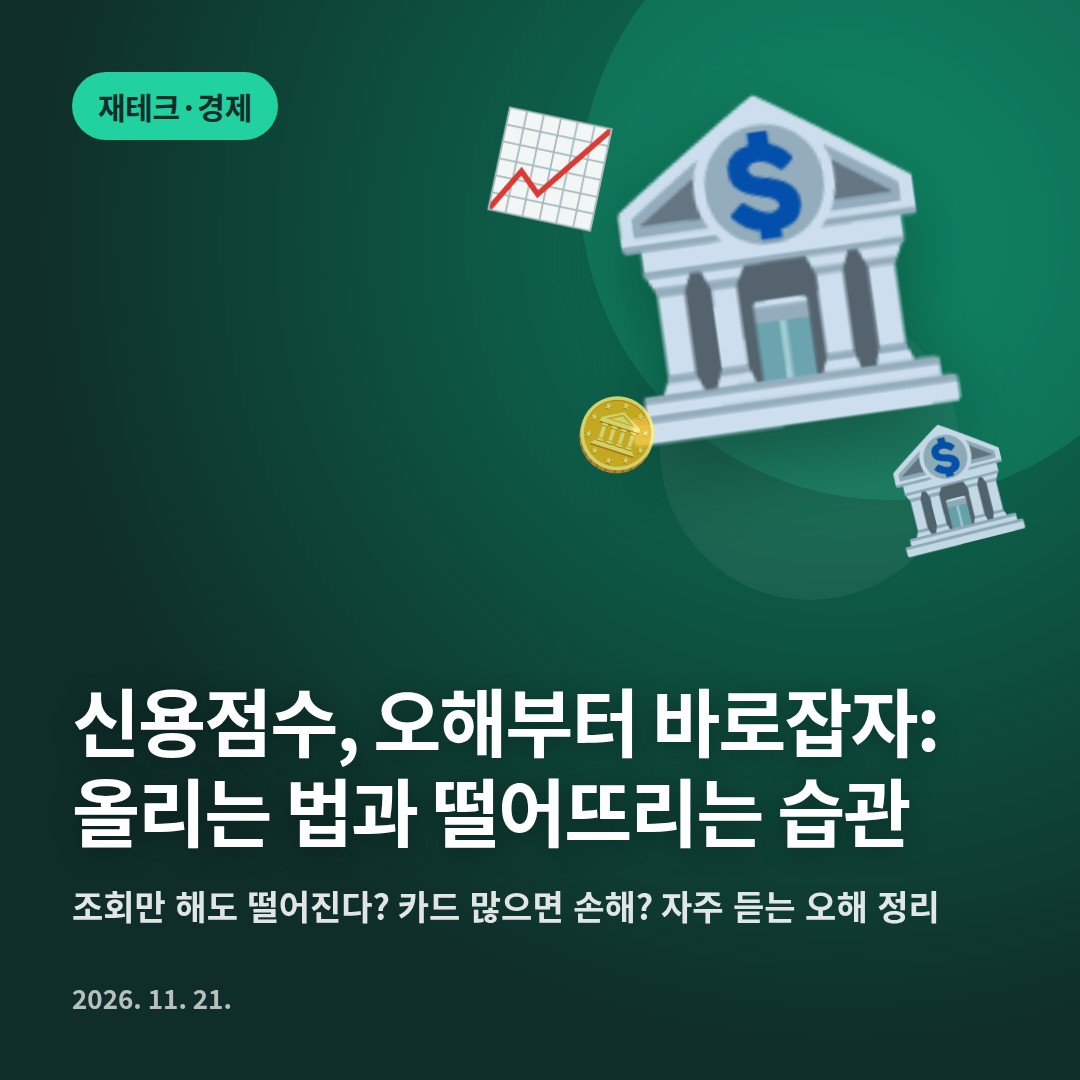 재테크·경제
신용점수, 오해부터 바로잡자:
올리는 법과 떨어뜨리는 습관
조회만 해도 떨어진다? 카드 많으면 손해? 자주 듣는 오해 정리
2026. 11. 21.